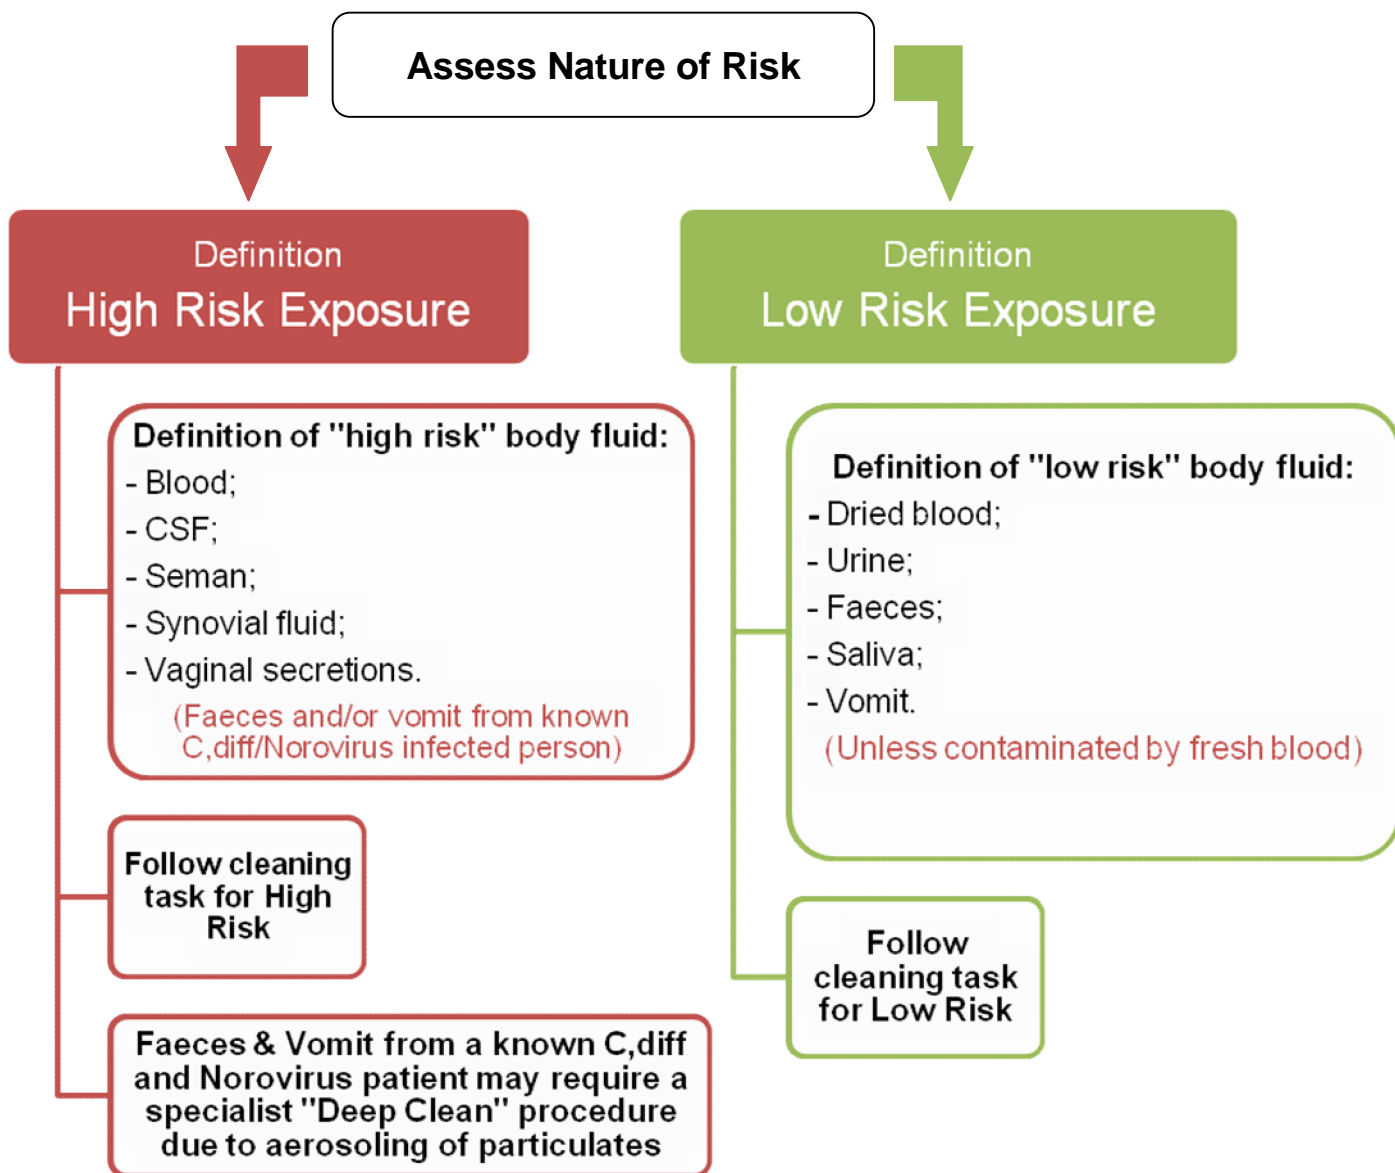 Assess Nature of Risk
Definition
High Risk Exposure
Definition of "high risk" body fluid:
- Blood;
- CSF;
- Seman;
- Synovial fluid;
- Vaginal secretions.
(Faeces and/or vomit from known
C,diff/Norovirus infected person)
Follow cleaning
task for High
Risk
Faeces & Vomit from a known C,diff
and Norovirus patient may require a
specialist "Deep Clean" procedure
due to aerosoling of particulates
Definition
Low Risk Exposure
Definition of "low risk" body fluid:
- Dried blood;
- Urine;
- Faeces;
- Saliva;
- Vomit.
(Unless contaminated by fresh blood)
Follow
cleaning task
for Low Risk